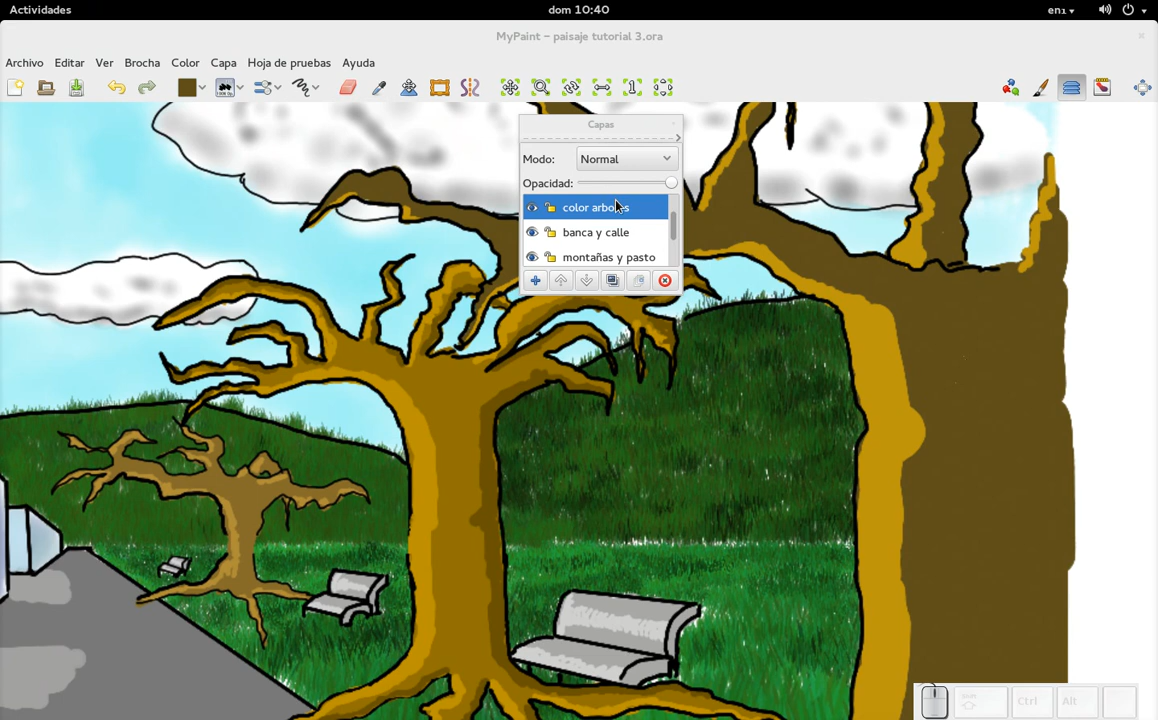 Actividades
dom 10:40
en₁
MyPaint – paisaje tutorial 3.ora
Archivo Editar Ver Brocha Color Capa Hoja de pruebas Ayuda
Capas
Modo: Normal
Opacidad:
color arboles
banca y calle
montañas y pasto
Ctrl Alt